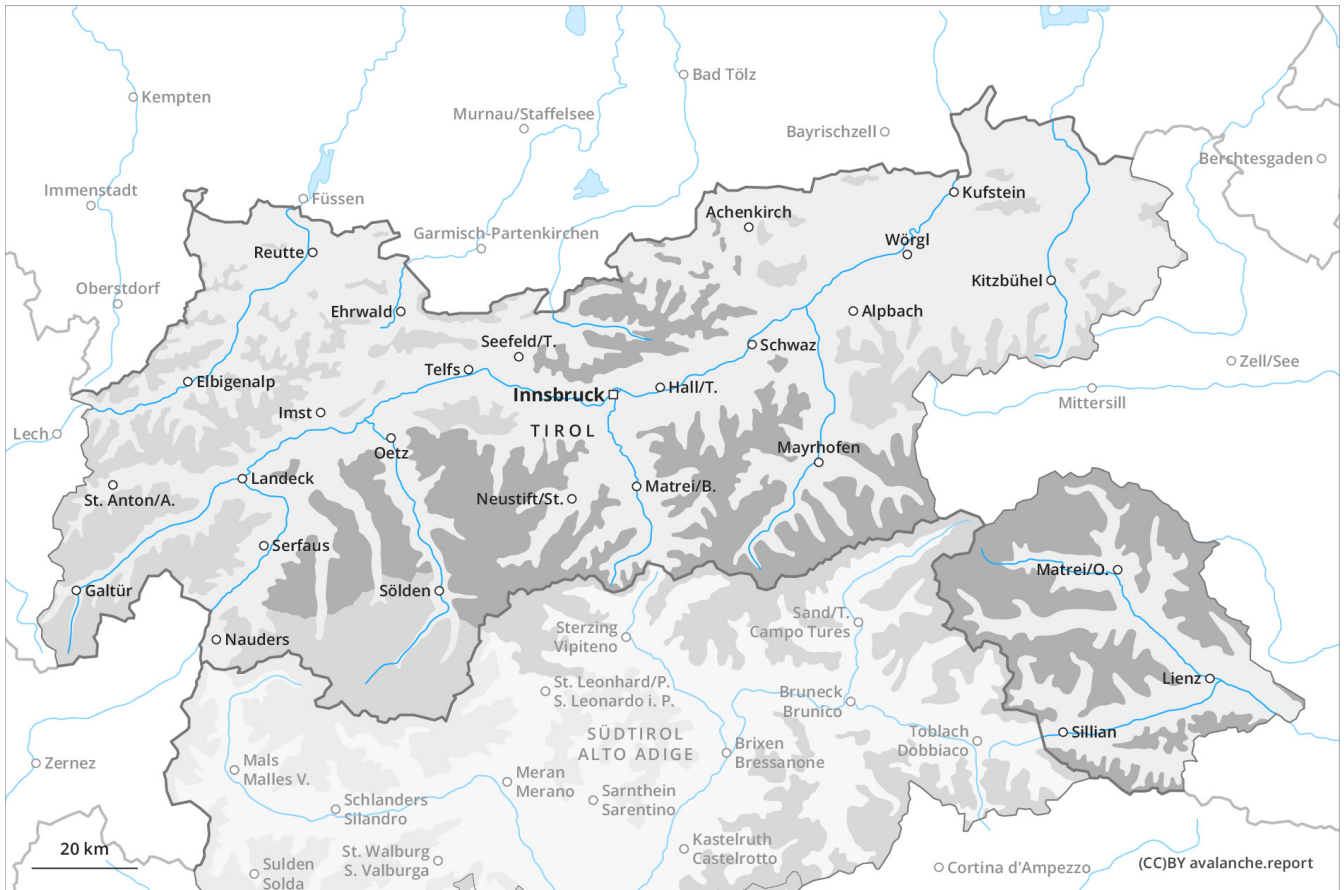 Kempten
Bad Tölz
Murnau/Staffelsee
Bayrischzell
Berchtesgaden
Immenstadt
Füssen
Kufstein
Achenkirch
Garmisch-Partenkirchen
Reutte
Wörgl
Oberstdorf
Kitzbühel
Ehrwald
Alpbach
Seefeld/T.
Schwaz
Zell/See
Telfs
Elbigenalp
Innsbruck
Hall/T.
Mittersill
Imst
Lech
TIROL
Oetz
Mayrhofen
Landeck
St. Anton/A.
Neustift/St.
Matrei/B.
Serfaus
Matrei/O.
Galtür
Sölden
Sand/T.
Campo Tures
Nauders
Sterzing
Vipiteno
Lienz
St. Leonhard/P.
S. Leonardo i. P.
Bruneck
Brunico
SÜDTIROL
ALTO ADIGE
Toblach
Dobbiaco
Sillian
Brixen
Bressanone
Zernez
Mals
Malles V.
Meran
Merano
Sarnthein
Sarentino
Schlanders
Silandro
Kastelruth
Castelrotto
20 km
St. Walburg
S. Valburga
Sulden
Solda
Cortina d'Ampezzo
(CC)BY avalanche.report